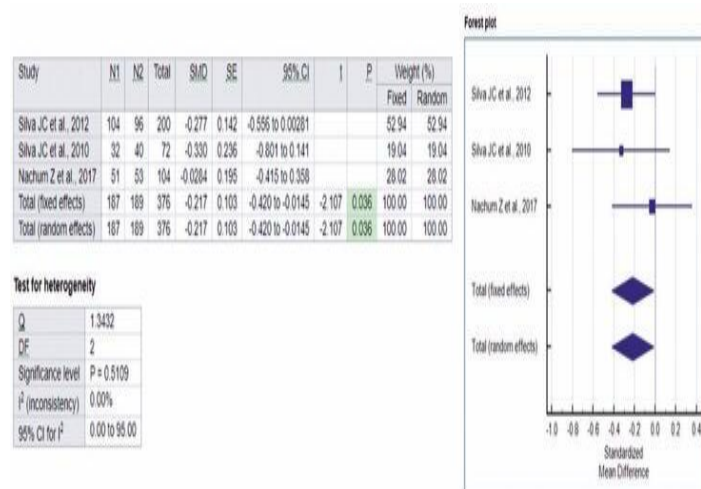 Study N1 N2 Total SMD SE 95% CI t P Weight (%)
Fixed Random
Silva JC et al., 2012 104 96 200 -0.277 0.142 -0.556 to 0.00281 52.94 52.94
Silva JC et al., 2010 32 40 72 -0.330 0.236 -0.801 to 0.141 19.04 19.04
Nachum Z et al., 2017 51 53 104 -0.0284 0.195 -0.415 to 0.358 28.02 28.02
Total (fixed effects) 187 189 376 -0.217 0.103 -0.420 to -0.0145 -2.107 0.036 100.00 100.00
Total (random effects) 187 189 376 -0.217 0.103 -0.420 to -0.0145 -2.107 0.036 100.00 100.00
Test for heterogeneity
Q 1.3432
DF 2
Significance level P = 0.5109
I² (inconsistency) 0.00%
95% CI for I² 0.00 to 95.00
Forest plot
Silva JC et al., 2012
Silva JC et al., 2010
Nachum Z et al., 2017
Total (fixed effects)
Total (random effects)
-1.0 -0.8 -0.6 -0.4 -0.2 0.0 0.2 0.4
Standardized
Mean Difference